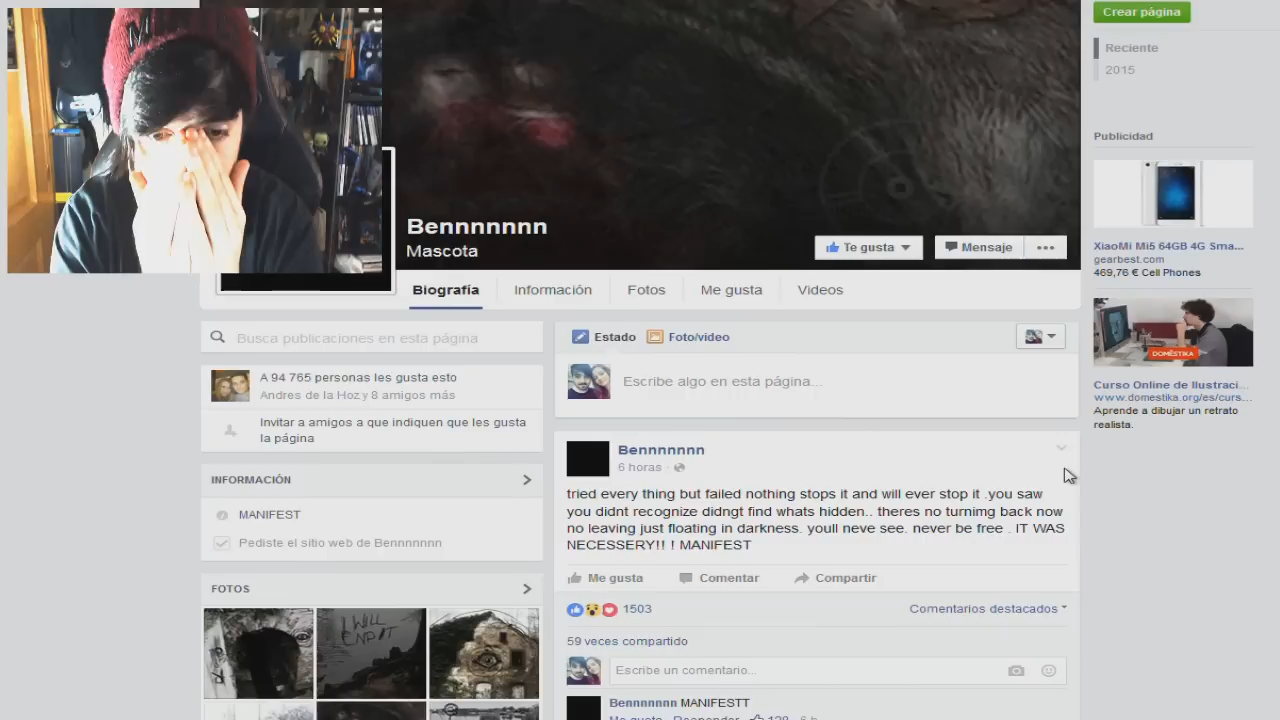 Crear página
Reciente
2015
Bennnnnnn
Mascota
Te gusta
Mensaje
Biografía
Información
Fotos
Me gusta
Videos
Publicidad
XiaoMi Mi5 64GB 4G Sma...
gearbest.com
469,76 € Cell Phones
DOMESTIKA
Curso Online de Ilustraci...
www.domestika.org/es/curs...
Aprende a dibujar un retrato
realista.
Busca publicaciones en esta página
A 94 765 personas les gusta esto
Andres de la Hoz y 8 amigos más
Invitar a amigos a que indiquen que les gusta
la página
INFORMACIÓN
MANIFEST
Pediste el sitio web de Bennnnnnn
FOTOS
I WILL
END IT
Estado
Foto/video
Escribe algo en esta página...
Bennnnnnn
6 horas
tried every thing but failed nothing stops it and will ever stop it .you saw
you didnt recognize didngt find whats hidden.. theres no turnimg back now
no leaving just floating in darkness. youll neve see. never be free . IT WAS
NECESSERY!! ! MANIFEST
Me gusta
Comentar
Compartir
1503
Comentarios destacados
59 veces compartido
Escribe un comentario...
Bennnnnnn MANIFESTT
Me gusta · Responder · 128 · 6 h